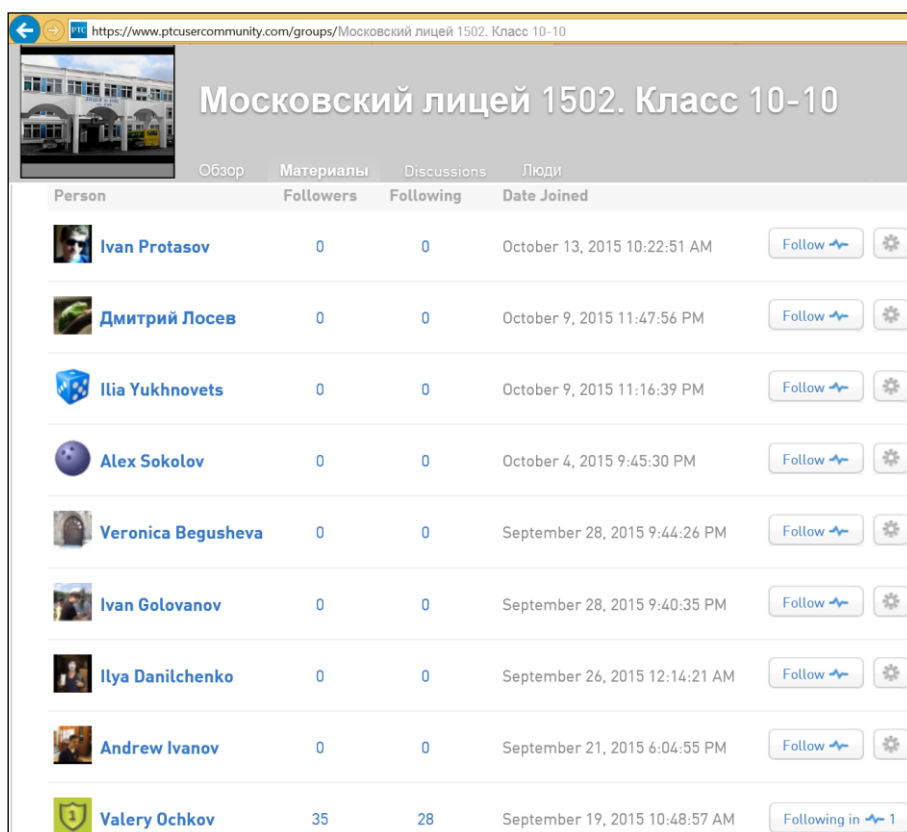 PTC https://www.ptcusercommunity.com/groups/Московский лицей 1502. Класс 10-10
Московский лицей 1502. Класс 10-10
Обзор Материалы Discussions Люди
Person Followers Following Date Joined
Ivan Protasov 0 0 October 13, 2015 10:22:51 AM Follow
Дмитрий Лосев 0 0 October 9, 2015 11:47:56 PM Follow
Ilia Yukhnovets 0 0 October 9, 2015 11:16:39 PM Follow
Alex Sokolov 0 0 October 4, 2015 9:45:30 PM Follow
Veronica Begusheva 0 0 September 28, 2015 9:44:26 PM Follow
Ivan Golovanov 0 0 September 28, 2015 9:40:35 PM Follow
Ilya Danilchenko 0 0 September 26, 2015 12:14:21 AM Follow
Andrew Ivanov 0 0 September 21, 2015 6:04:55 PM Follow
1 Valery Ochkov 35 28 September 19, 2015 10:48:57 AM Following in 1